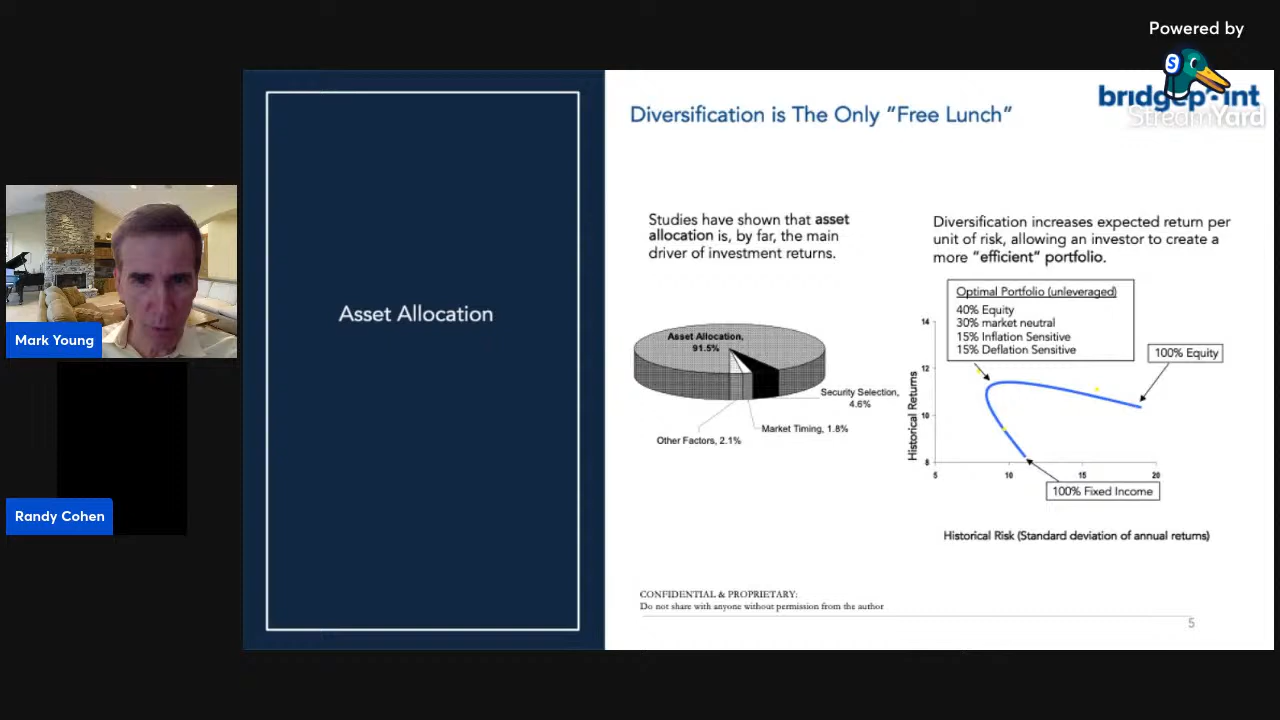 Powered by
S
bridgepoint
StreamYard
Diversification is The Only “Free Lunch”
Mark Young
Randy Cohen
Asset Allocation
Studies have shown that asset
allocation is, by far, the main
driver of investment returns.
Asset Allocation,
91.5%
Security Selection,
4.6%
Market Timing, 1.8%
Other Factors, 2.1%
Diversification increases expected return per
unit of risk, allowing an investor to create a
more “efficient” portfolio.
Optimal Portfolio (unleveraged)
40% Equity
30% market neutral
15% Inflation Sensitive
15% Deflation Sensitive
100% Equity
100% Fixed Income
Historical Returns
14
12
10
8
5
10
15
20
Historical Risk (Standard deviation of annual returns)
CONFIDENTIAL & PROPRIETARY:
Do not share with anyone without permission from the author
5